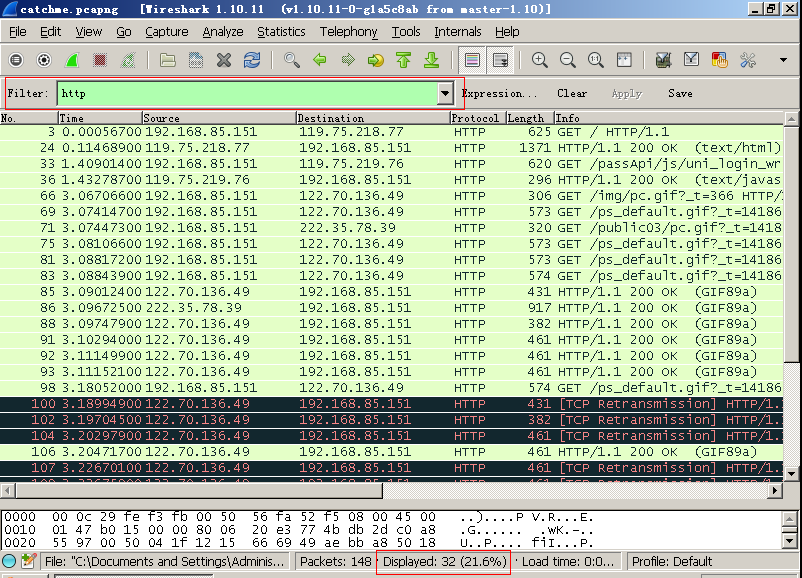 catchme.pcapng [Wireshark 1.10.11 (v1.10.11-0-g1a5c8ab from master-1.10)]
File Edit View Go Capture Analyze Statistics Telephony Tools Internals Help
Filter: http Expression... Clear Apply Save
No. Time Source Destination Protocol Length Info
3 0.00056700 192.168.85.151 119.75.218.77 HTTP 625 GET / HTTP/1.1
24 0.11468900 119.75.218.77 192.168.85.151 HTTP 1371 HTTP/1.1 200 OK (text/html)
33 1.40901400 192.168.85.151 119.75.219.76 HTTP 620 GET /passApi/js/uni_login_wr
36 1.43278700 119.75.219.76 192.168.85.151 HTTP 296 HTTP/1.1 200 OK (text/javas
66 3.06706600 192.168.85.151 122.70.136.49 HTTP 306 GET /img/pc.gif?_t=366 HTTP/
69 3.07414700 192.168.85.151 122.70.136.49 HTTP 573 GET /ps_default.gif?_t=14186
71 3.07447300 192.168.85.151 222.35.78.39 HTTP 320 GET /public03/pc.gif?_t=1418
75 3.08106600 192.168.85.151 122.70.136.49 HTTP 573 GET /ps_default.gif?_t=14186
81 3.08817200 192.168.85.151 122.70.136.49 HTTP 573 GET /ps_default.gif?_t=14186
83 3.08843900 192.168.85.151 122.70.136.49 HTTP 574 GET /ps_default.gif?_t=14186
85 3.09012400 122.70.136.49 192.168.85.151 HTTP 431 HTTP/1.1 200 OK (GIF89a)
86 3.09672500 222.35.78.39 192.168.85.151 HTTP 917 HTTP/1.1 200 OK (GIF89a)
88 3.09747900 122.70.136.49 192.168.85.151 HTTP 382 HTTP/1.1 200 OK (GIF89a)
91 3.10294000 122.70.136.49 192.168.85.151 HTTP 461 HTTP/1.1 200 OK (GIF89a)
92 3.11149900 122.70.136.49 192.168.85.151 HTTP 461 HTTP/1.1 200 OK (GIF89a)
93 3.11152100 122.70.136.49 192.168.85.151 HTTP 461 HTTP/1.1 200 OK (GIF89a)
98 3.18052000 192.168.85.151 122.70.136.49 HTTP 574 GET /ps_default.gif?_t=14186
100 3.18994900 122.70.136.49 192.168.85.151 HTTP 431 [TCP Retransmission] HTTP/1.
102 3.19704500 122.70.136.49 192.168.85.151 HTTP 382 [TCP Retransmission] HTTP/1.
104 3.20297900 122.70.136.49 192.168.85.151 HTTP 461 [TCP Retransmission] HTTP/1.
106 3.20471700 122.70.136.49 192.168.85.151 HTTP 461 HTTP/1.1 200 OK (GIF89a)
107 3.22670100 122.70.136.49 192.168.85.151 HTTP 461 [TCP Retransmission] HTTP/1.
0000 00 0c 29 fe f3 fb 00 50 56 fa 52 f5 08 00 45 00 ..)....P V.R...E.
0010 01 47 b0 15 00 00 80 06 20 e3 77 4b db 2d c0 a8 .G...... .wK.-..
0020 55 97 00 50 04 1f 12 15 66 69 49 ae bb a8 50 18 U..P.... fiI...P.
File: "C:\Documents and Settings\Adminis... Packets: 148 Displayed: 32 (21.6%) Load time: 0:0... Profile: Default